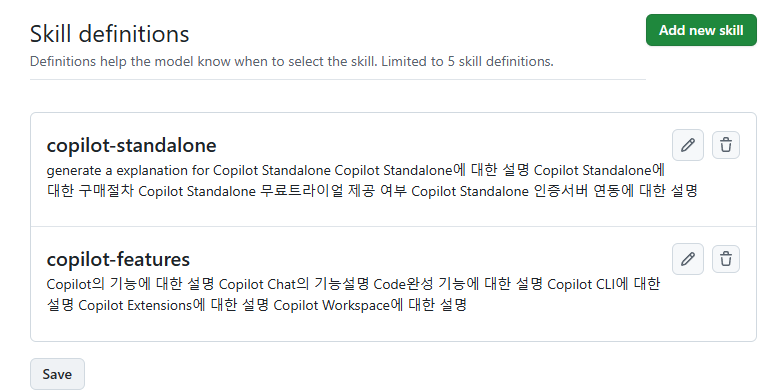 Skill definitions
Add new skill
Definitions help the model know when to select the skill. Limited to 5 skill definitions.
copilot-standalone
generate a explanation for Copilot Standalone Copilot Standalone에 대한 설명 Copilot Standalone에
대한 구매절차 Copilot Standalone 무료트라이얼 제공 여부 Copilot Standalone 인증서버 연동에 대한 설명
copilot-features
Copilot의 기능에 대한 설명 Copilot Chat의 기능설명 Code완성 기능에 대한 설명 Copilot CLI에 대한
설명 Copilot Extensions에 대한 설명 Copilot Workspace에 대한 설명
Save